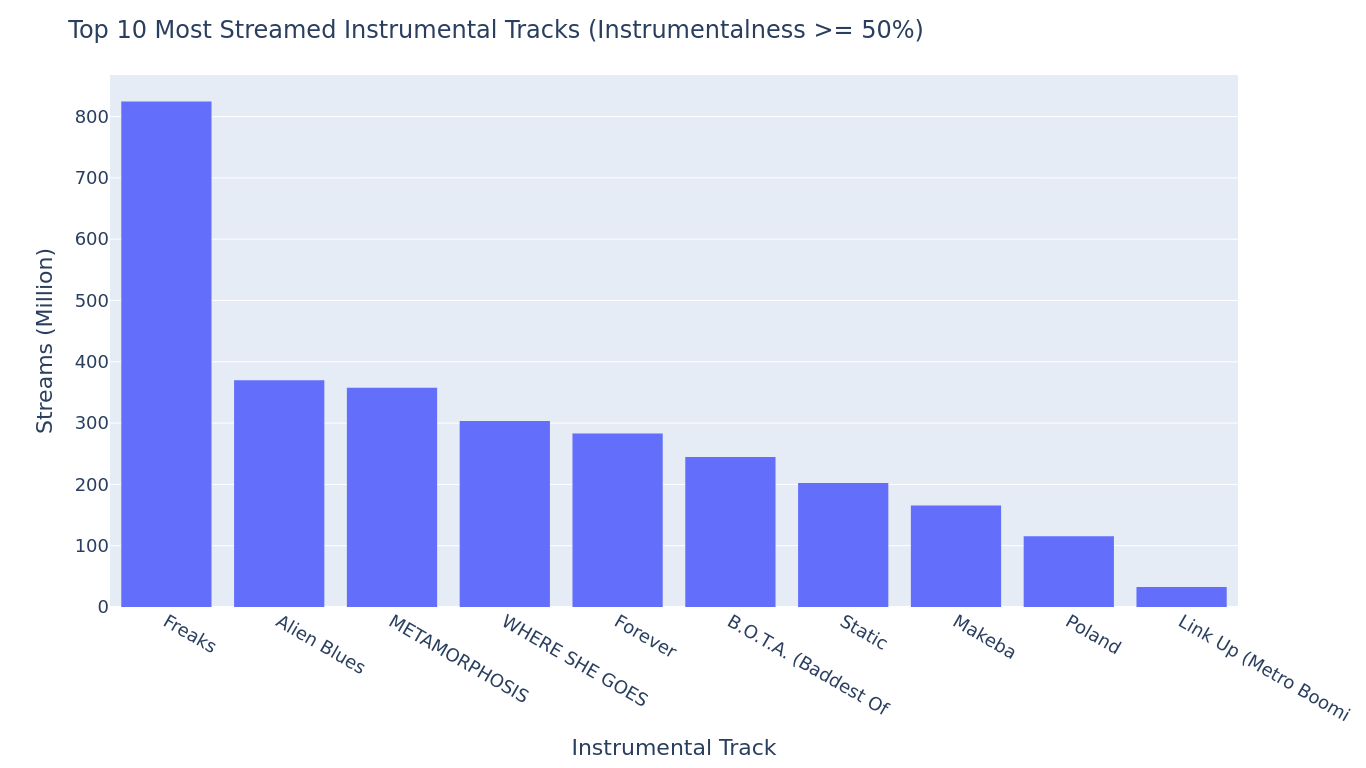 Top 10 Most Streamed Instrumental Tracks (Instrumentalness >= 50%)
Streams (Million)
800
700
600
500
400
300
200
100
0
Freaks
Alien Blues
METAMORPHOSIS
WHERE SHE GOES
Forever
B.O.T.A. (Baddest Of
Static
Makeba
Poland
Link Up (Metro Boomi
Instrumental Track